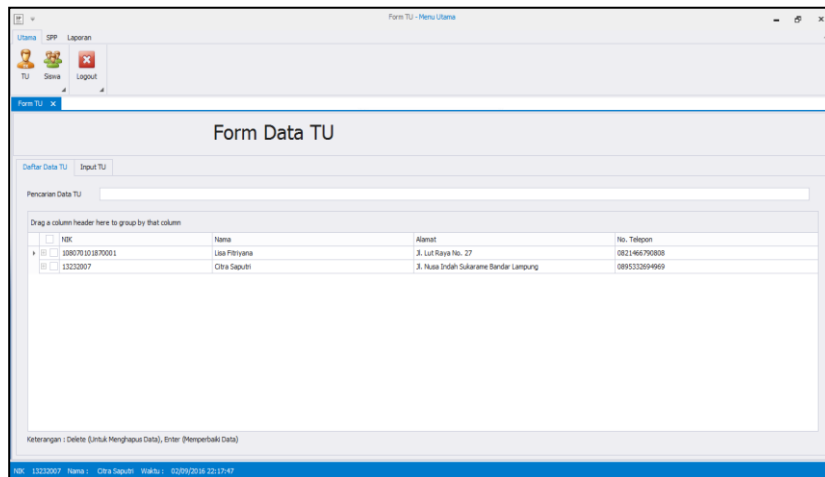 Form TU - Menu Utama
Utama SPP Laporan
TU Siswa Logout
Form TU
Form Data TU
Daftar Data TU Input TU
Pencarian Data TU
Drag a column header here to group by that column
NIK Nama Alamat No. Telepon
108070101870001 Lisa Fitriyana Jl. Lut Raya No. 27 0821466790808
13232007 Citra Saputri Jl. Nusa Indah Sukarame Bandar Lampung 0895332694969
Keterangan : Delete (Untuk Menghapus Data), Enter (Memperbaiki Data)
NIK 13232007 Nama : Citra Saputri Waktu : 02/09/2016 22:17:47